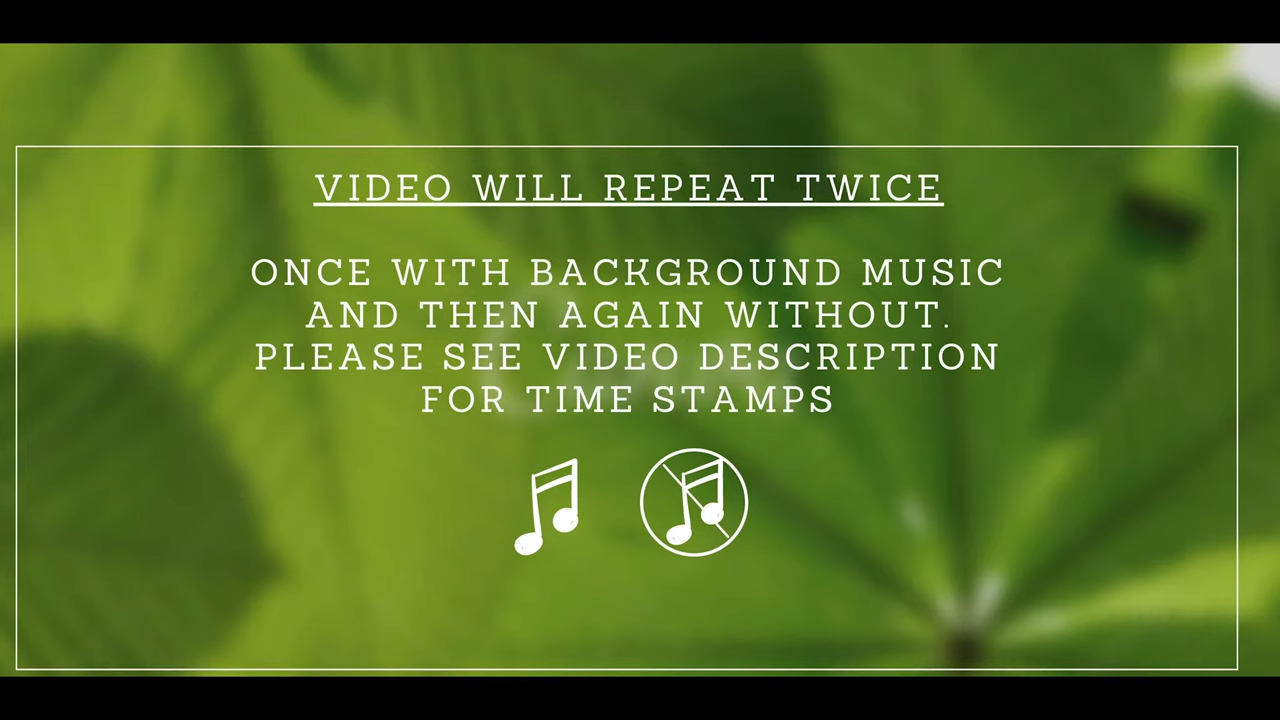 VIDEO WILL REPEAT TWICE
ONCE WITH BACKGROUND MUSIC
AND THEN AGAIN WITHOUT.
PLEASE SEE VIDEO DESCRIPTION
FOR TIME STAMPS